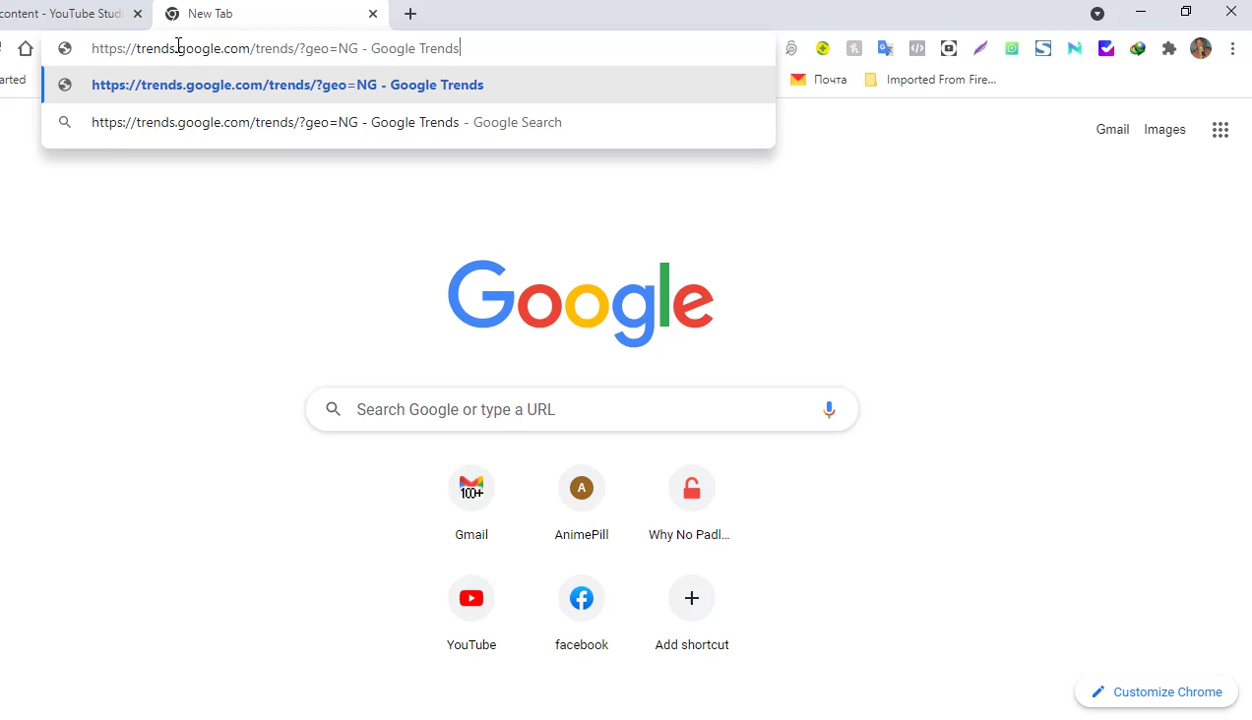 content - YouTube Studi
New Tab
https://trends.google.com/trends/?geo=NG - Google Trends
arted
https://trends.google.com/trends/?geo=NG - Google Trends
Почта
Imported From Fire...
https://trends.google.com/trends/?geo=NG - Google Trends - Google Search
Gmail
Images
Google
Search Google or type a URL
100+
A
Gmail
AnimePill
Why No Padl...
YouTube
facebook
Add shortcut
Customize Chrome